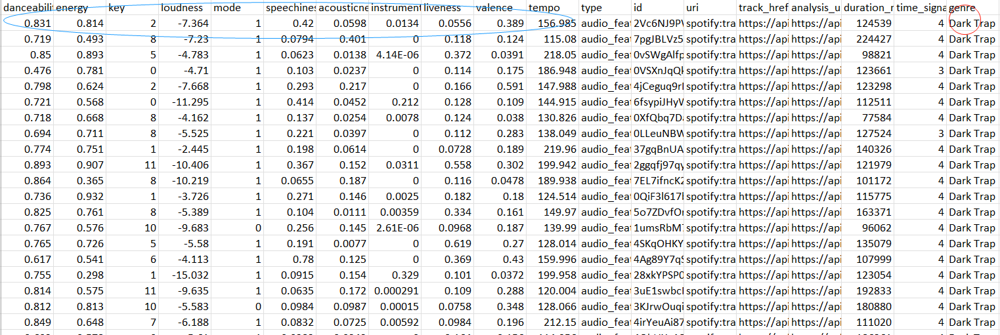 danceabili energy key loudness mode speechines acousticne instrument liveness valence tempo type id uri track_href analysis_u duration_r time_signa genre
0.831 0.814 2 -7.364 1 0.42 0.0598 0.0134 0.0556 0.389 156.985 audio_feat 2Vc6NJ9PV spotify:tra https://api https://api 124539 4 Dark Trap
0.719 0.493 8 -7.23 1 0.0794 0.401 0 0.118 0.124 115.08 audio_feat 7pgJBLVz5 spotify:tra https://api https://api 224427 4 Dark Trap
0.85 0.893 5 -4.783 1 0.0623 0.0138 4.14E-06 0.372 0.0391 218.05 audio_feat 0vSWgAlfp spotify:tra https://api https://api 98821 4 Dark Trap
0.476 0.781 0 -4.71 1 0.103 0.0237 0 0.114 0.175 186.948 audio_feat 0VSXnJqQl spotify:tra https://api https://api 123661 3 Dark Trap
0.798 0.624 2 -7.668 1 0.293 0.217 0 0.166 0.591 147.988 audio_feat 4jCeguq9rI spotify:tra https://api https://api 123298 4 Dark Trap
0.721 0.568 0 -11.295 1 0.414 0.0452 0.212 0.128 0.109 144.915 audio_feat 6fsypiJHyV spotify:tra https://api https://api 112511 4 Dark Trap
0.718 0.668 8 -4.162 1 0.137 0.0254 0.0078 0.124 0.038 130.826 audio_feat 0XfQbq7D spotify:tra https://api https://api 77584 4 Dark Trap
0.694 0.711 8 -5.525 1 0.221 0.0397 0 0.112 0.283 138.049 audio_feat 0LLeuNBW spotify:tra https://api https://api 127524 3 Dark Trap
0.774 0.751 1 -2.445 1 0.198 0.0614 0 0.0728 0.189 219.96 audio_feat 37gqBnUA spotify:tra https://api https://api 140326 4 Dark Trap
0.893 0.907 11 -10.406 1 0.367 0.152 0.0311 0.558 0.302 199.942 audio_feat 2ggqfj97qy spotify:tra https://api https://api 121979 4 Dark Trap
0.864 0.365 8 -10.219 1 0.0655 0.187 0 0.116 0.0478 189.938 audio_feat 7EL7ifncK2 spotify:tra https://api https://api 101172 4 Dark Trap
0.736 0.932 1 -3.726 1 0.271 0.146 0.0025 0.182 0.18 124.514 audio_feat 0QiF3l617l spotify:tra https://api https://api 115775 4 Dark Trap
0.825 0.761 8 -5.389 1 0.104 0.0111 0.00359 0.334 0.161 149.97 audio_feat 5o7ZDvfO spotify:tra https://api https://api 163371 4 Dark Trap
0.767 0.576 10 -9.683 0 0.256 0.145 2.61E-06 0.0968 0.187 139.99 audio_feat 1umsRbM7 spotify:tra https://api https://api 96062 4 Dark Trap
0.765 0.726 5 -5.58 1 0.191 0.0077 0 0.619 0.27 128.014 audio_feat 4SKqOHKY spotify:tra https://api https://api 135079 4 Dark Trap
0.617 0.541 6 -4.113 1 0.78 0.125 0 0.369 0.43 159.996 audio_feat 4Ag89Y7qS spotify:tra https://api https://api 107999 4 Dark Trap
0.755 0.298 1 -15.032 1 0.0915 0.154 0.329 0.101 0.0372 199.958 audio_feat 28xkYPSP0 spotify:tra https://api https://api 123054 4 Dark Trap
0.814 0.575 11 -9.635 1 0.0635 0.172 0.000291 0.109 0.288 120.004 audio_feat 3uE1swbcl spotify:tra https://api https://api 192833 4 Dark Trap
0.812 0.813 10 -5.583 0 0.0984 0.0987 0.00015 0.0758 0.348 128.066 audio_feat 3KJrwOuqi spotify:tra https://api https://api 180880 4 Dark Trap
0.849 0.648 7 -6.188 1 0.0832 0.0725 0.00592 0.0984 0.196 212.15 audio_feat 4irYeuAi87 spotify:tra https://api https://api 111020 4 Dark Trap